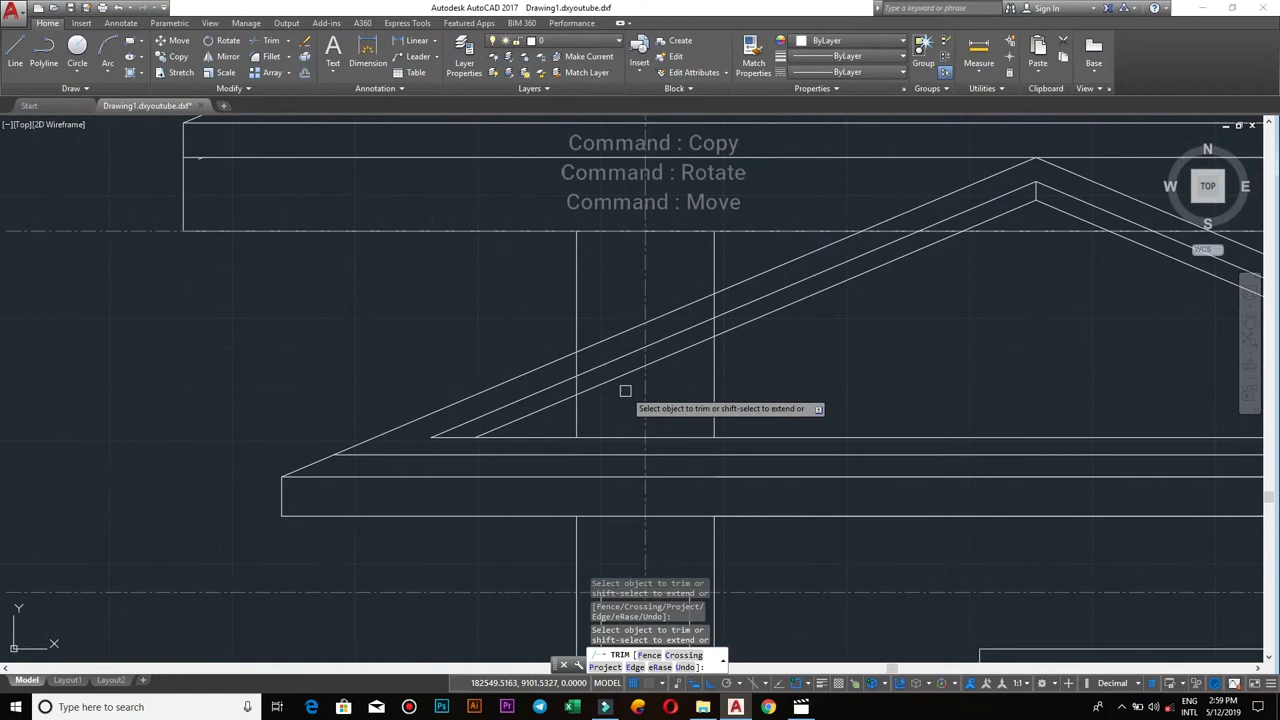 Autodesk AutoCAD 2017 Drawing1.dxyoutube.dxf
Type a keyword or phrase
Sign In
Home Insert Annotate Parametric View Manage Output Add-ins A360 Express Tools Featured Apps BIM 360 Performance
Line Polyline Circle Arc
Move Rotate Trim
Copy Mirror Fillet
Stretch Scale Array
Text Dimension
Linear
Leader
Table
Layer Properties
0
Make Current
Match Layer
Insert
Create
Edit
Edit Attributes
Match Properties
ByLayer
ByLayer
ByLayer
Group
Measure
Paste
Base
Draw Modify Annotation Layers Block Properties Groups Utilities Clipboard View
Start Drawing1.dxyoutube.dxf*
[−][Top][2D Wireframe]
Command : Copy
Command : Rotate
Command : Move
N
W TOP E
S
WCS
Select object to trim or shift-select to extend or
Select object to trim or
shift-select to extend or
[Fence/Crossing/Project/
Edge/eRase/Undo]:
Select object to trim or
shift-select to extend or
TRIM [Fence Crossing
Project Edge eRase Undo]:
Y
X
Model Layout1 Layout2
182549.5163, 9101.5327, 0.0000 MODEL
1:1
Decimal
Type here to search
ENG
INTL
2:59 PM
5/12/2019